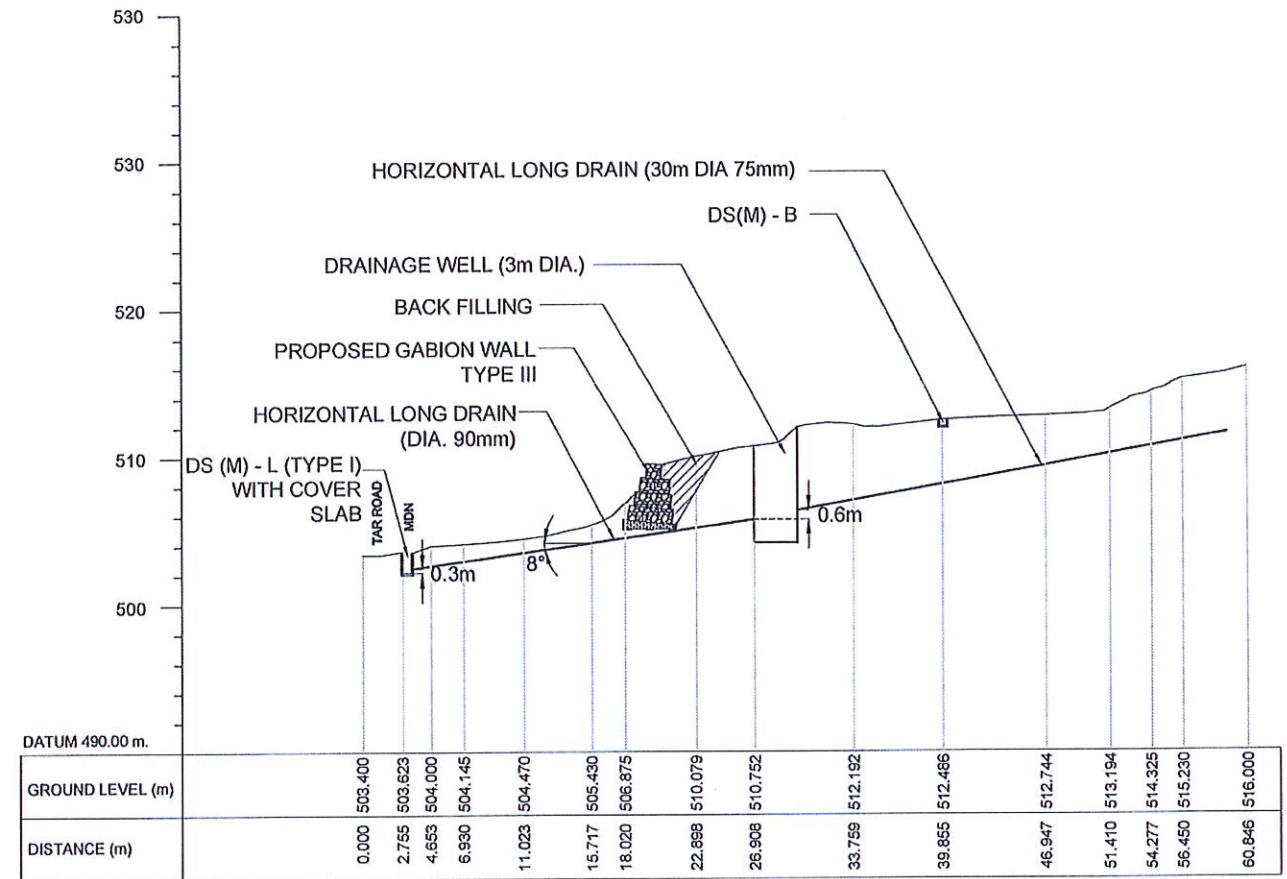 530
530
HORIZONTAL LONG DRAIN (30m DIA 75mm)
DS(M) - B
DRAINAGE WELL (3m DIA.)
520
BACK FILLING
PROPOSED GABION WALL
TYPE III
HORIZONTAL LONG DRAIN
(DIA. 90mm)
510
DS (M) - L (TYPE I)
WITH COVER
SLAB
TAR ROAD
MDN
0.6m
0.3m
8°
500
DATUM 490.00 m.
GROUND LEVEL (m) 503.400 503.623 504.000 504.145 504.470 505.430 506.875 510.079 510.752 512.192 512.486 512.744 513.194 514.325 515.230 516.000
DISTANCE (m) 0.000 2.755 4.653 6.930 11.023 15.717 18.020 22.898 26.908 33.759 39.855 46.947 51.410 54.277 56.450 60.846